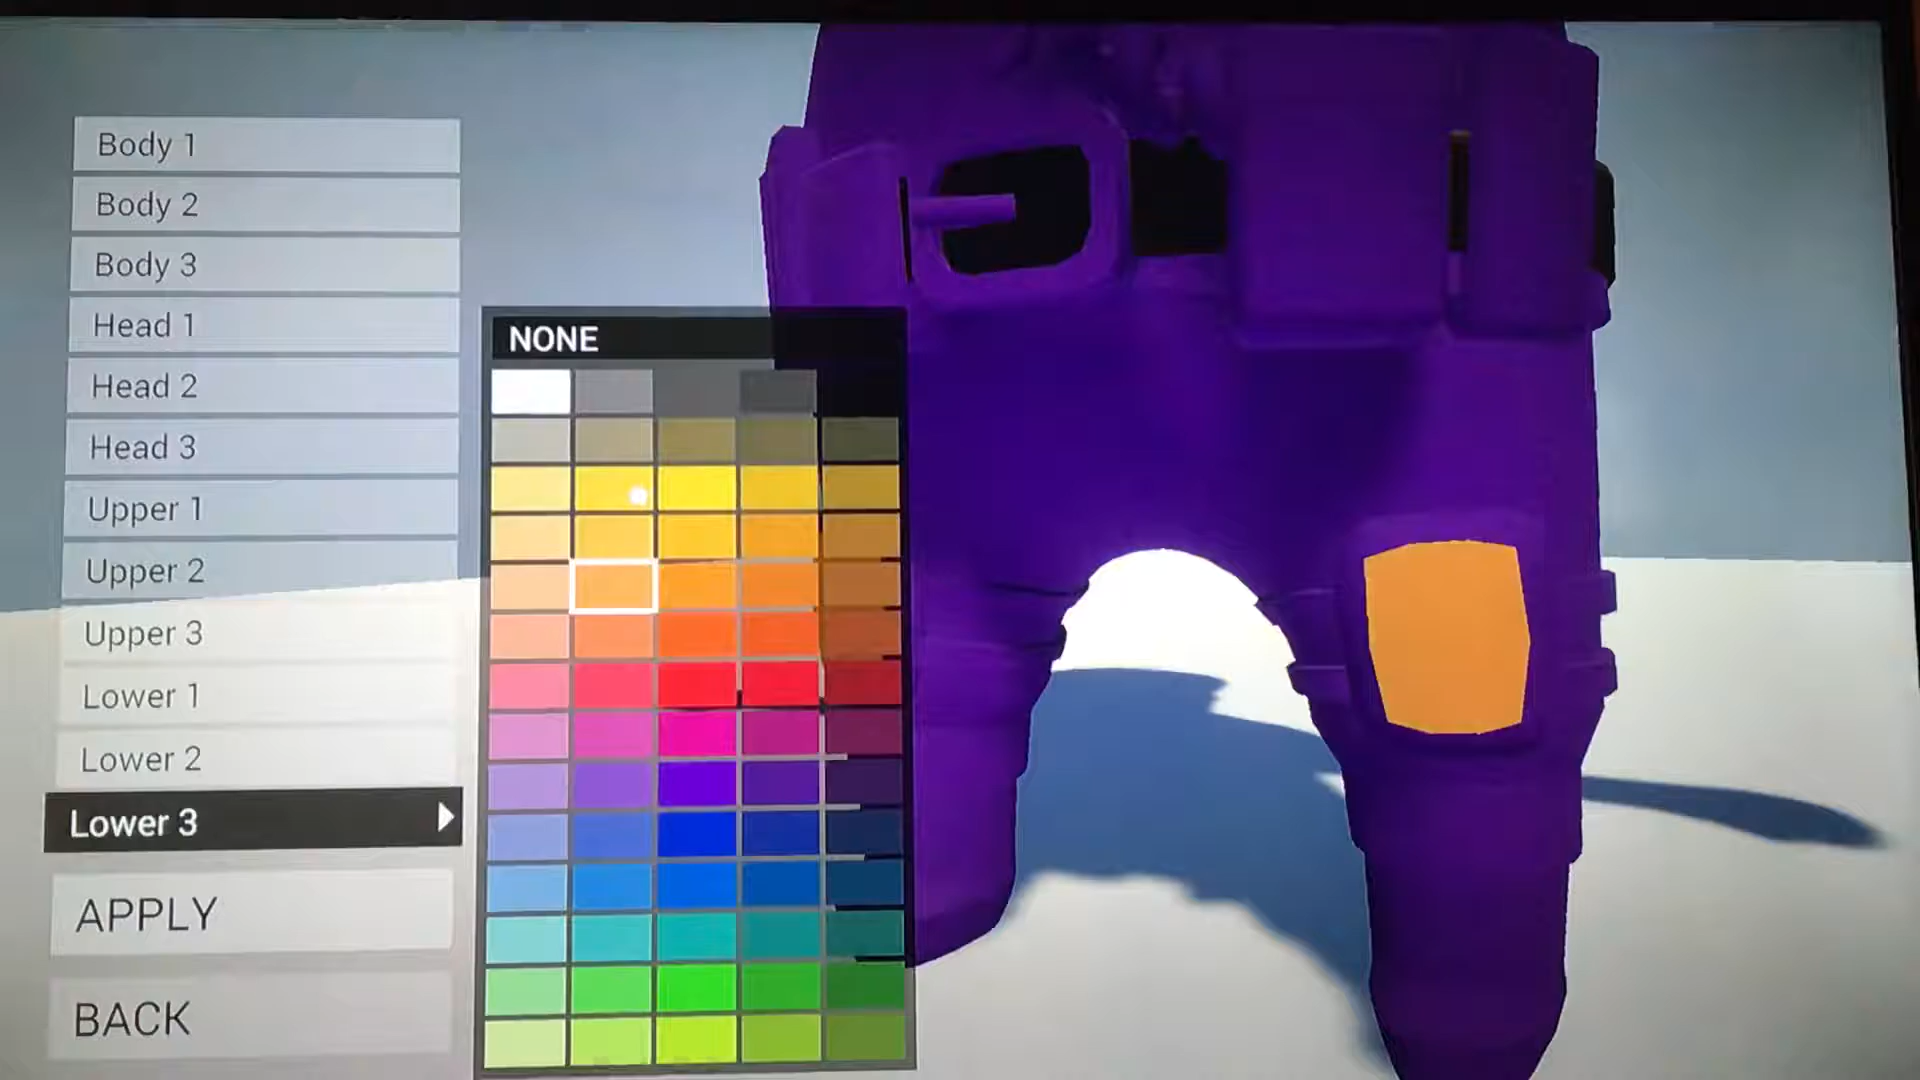 Body 1
Body 2
Body 3
Head 1
Head 2
Head 3
Upper 1
Upper 2
Upper 3
Lower 1
Lower 2
Lower 3
APPLY
BACK
NONE